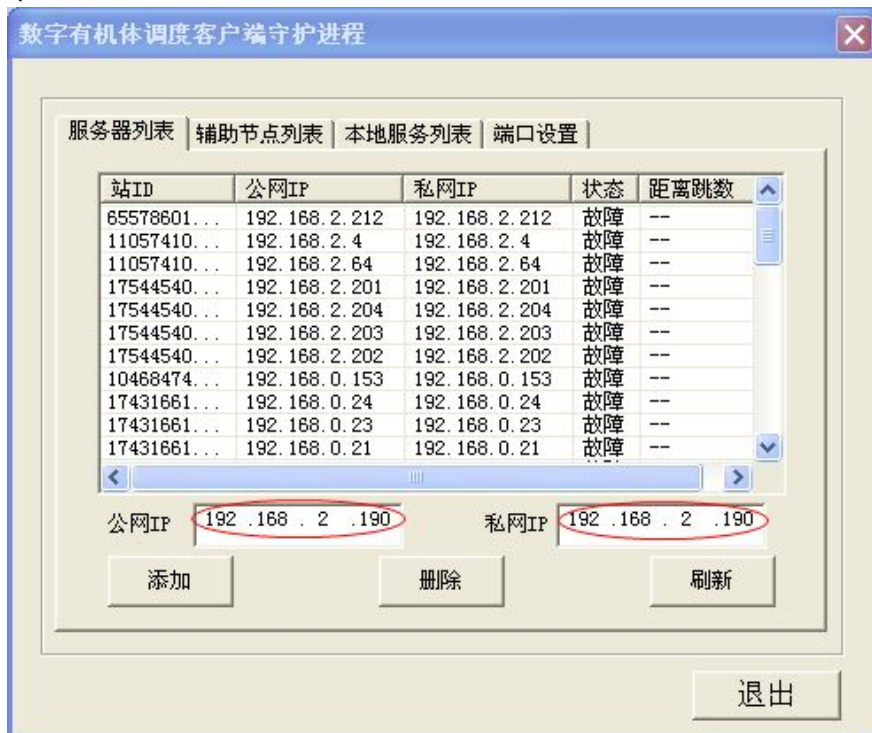 数字有机体调度客户端守护进程
服务器列表 辅助节点列表 本地服务列表 端口设置
站ID 公网IP 私网IP 状态 距离跳数
65578601... 192.168.2.212 192.168.2.212 故障 --
11057410... 192.168.2.4 192.168.2.4 故障 --
11057410... 192.168.2.64 192.168.2.64 故障 --
17544540... 192.168.2.201 192.168.2.201 故障 --
17544540... 192.168.2.204 192.168.2.204 故障 --
17544540... 192.168.2.203 192.168.2.203 故障 --
17544540... 192.168.2.202 192.168.2.202 故障 --
10468474... 192.168.0.153 192.168.0.153 故障 --
17431661... 192.168.0.24 192.168.0.24 故障 --
17431661... 192.168.0.23 192.168.0.23 故障 --
17431661... 192.168.0.21 192.168.0.21 故障 --
公网IP 192 .168 . 2 .190 私网IP 192 .168 . 2 .190
添加 删除 刷新
退出